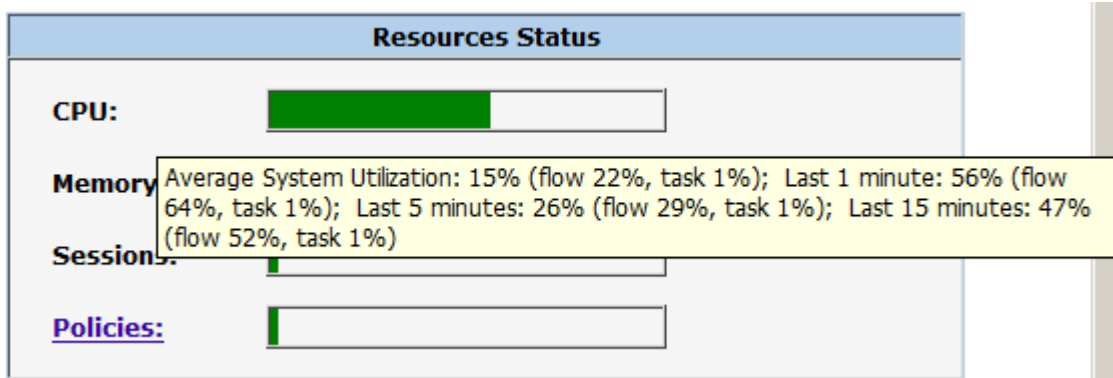 Resources Status
CPU:
Memory
Average System Utilization: 15% (flow 22%, task 1%); Last 1 minute: 56% (flow
64%, task 1%); Last 5 minutes: 26% (flow 29%, task 1%); Last 15 minutes: 47%
(flow 52%, task 1%)
Sessions:
Policies: